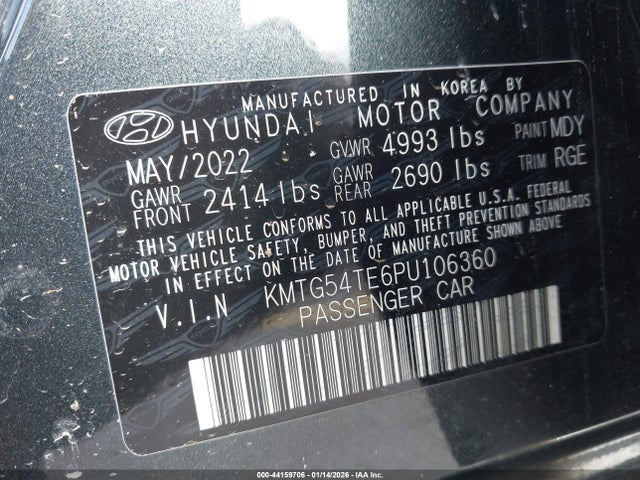 MANUFACTURED IN KOREA BY
HYUNDAI MOTOR COMPANY
MAY/2022 GVWR 4993 lbs PAINT MDY
GAWR FRONT 2414 lbs GAWR REAR 2690 lbs TRIM RGE
THIS VEHICLE CONFORMS TO ALL APPLICABLE U.S.A. FEDERAL
MOTOR VEHICLE SAFETY, BUMPER, AND THEFT PREVENTION STANDARDS
IN EFFECT ON THE DATE OF MANUFACTURE SHOWN ABOVE
V.I.N KMTG54TE6PU106360
PASSENGER CAR
000-44159706 - 01/14/2026 - IAA Inc.